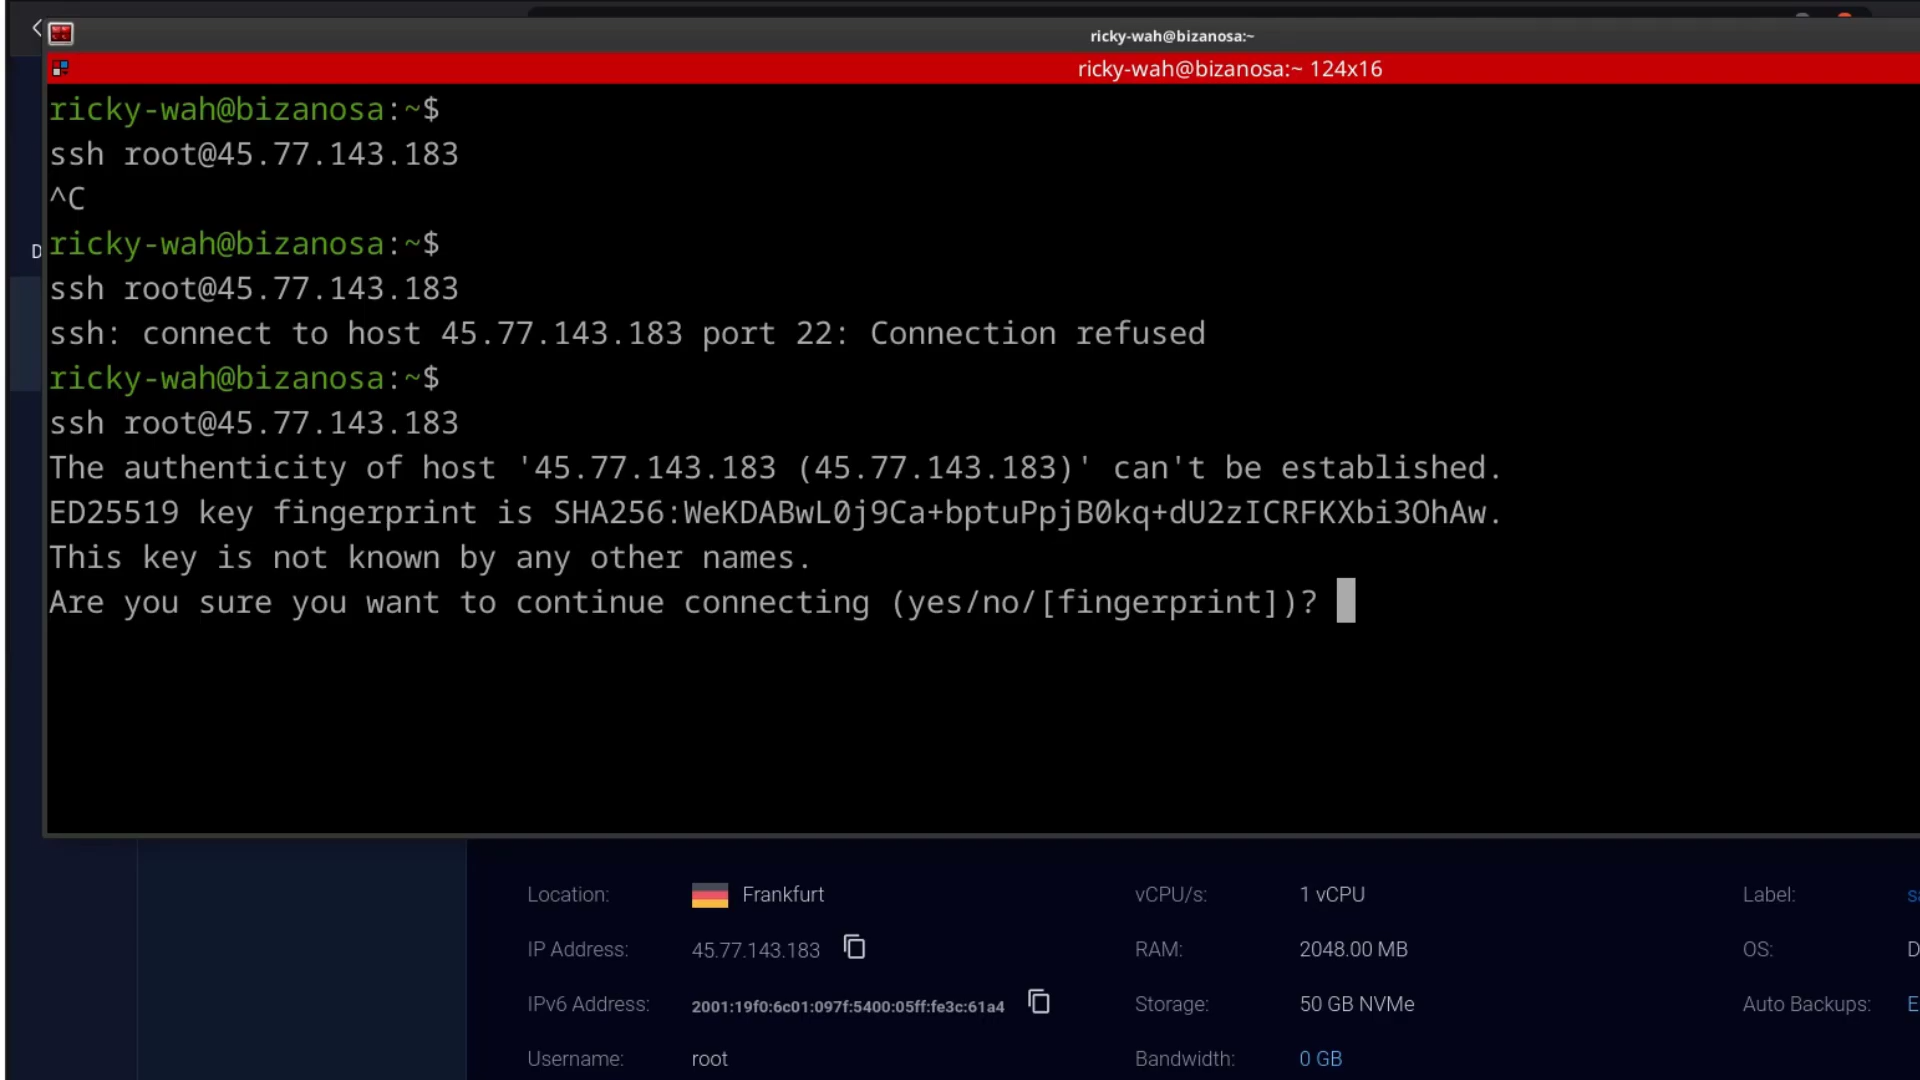 ricky-wah@bizanosa:~
ricky-wah@bizanosa:~ 124x16
ricky-wah@bizanosa:~$
ssh root@45.77.143.183
^C
ricky-wah@bizanosa:~$
ssh root@45.77.143.183
ssh: connect to host 45.77.143.183 port 22: Connection refused
ricky-wah@bizanosa:~$
ssh root@45.77.143.183
The authenticity of host '45.77.143.183 (45.77.143.183)' can't be established.
ED25519 key fingerprint is SHA256:WeKDABwL0j9Ca+bptuPpjB0kq+dU2zICRFKXbi3OhAw.
This key is not known by any other names.
Are you sure you want to continue connecting (yes/no/[fingerprint])?
Location: Frankfurt vCPU/s: 1 vCPU Label:
IP Address: 45.77.143.183 RAM: 2048.00 MB OS:
IPv6 Address: 2001:19f0:6c01:097f:5400:05ff:fe3c:61a4 Storage: 50 GB NVMe Auto Backups:
Username: root Bandwidth: 0 GB